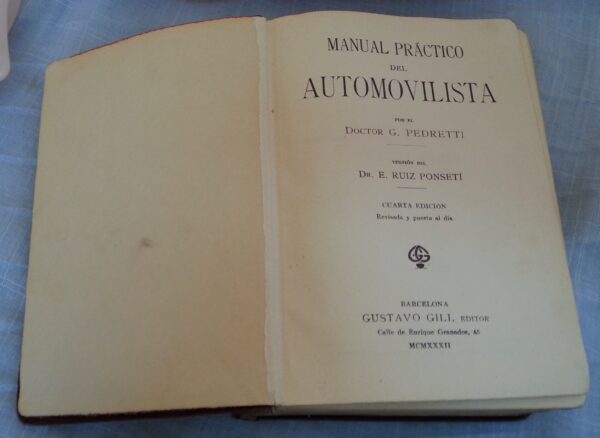 MANUAL PRÁCTICO
DEL
AUTOMOVILISTA
POR EL
DOCTOR G. PEDRETTI
VERSIÓN DEL
DR. E. RUIZ PONSETÍ
CUARTA EDICIÓN
Revisada y puesta al día
BARCELONA
GUSTAVO GILI, EDITOR
Calle de Enrique Granados, 45
MCMXXXII